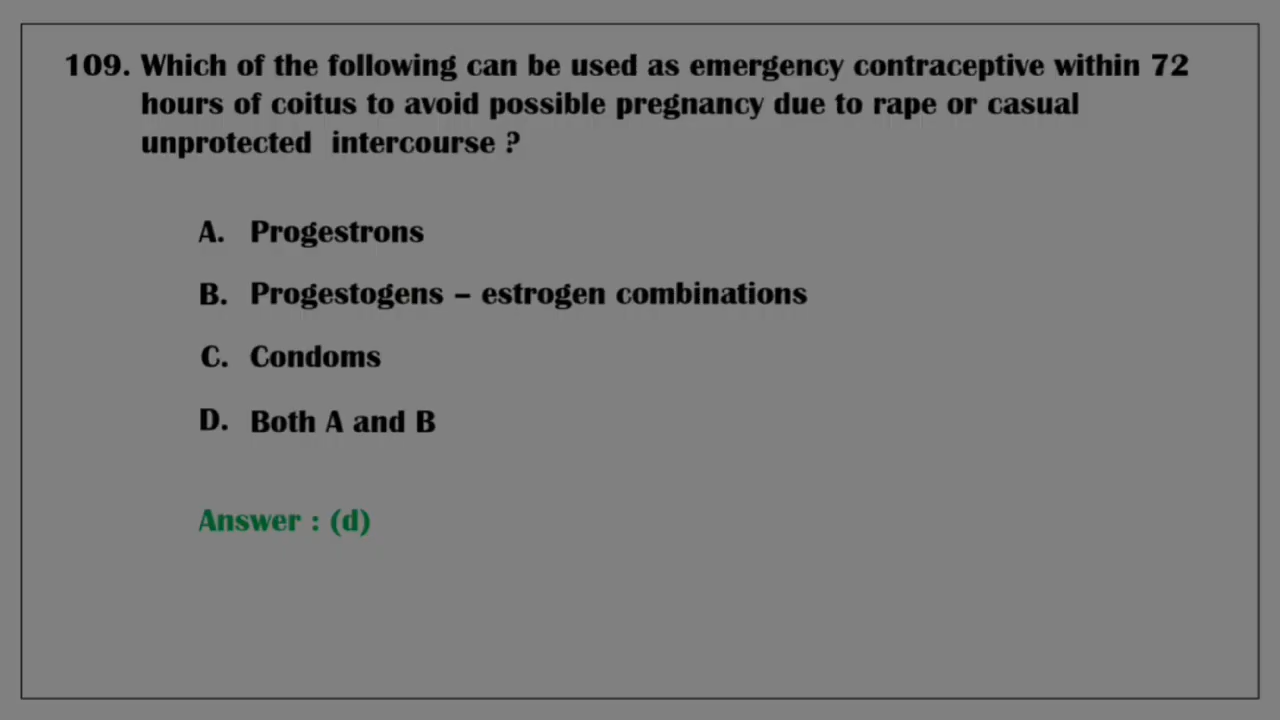 109. Which of the following can be used as emergency contraceptive within 72
hours of coitus to avoid possible pregnancy due to rape or casual
unprotected intercourse ?
A. Progestrons
B. Progestogens – estrogen combinations
C. Condoms
D. Both A and B
Answer : (d)